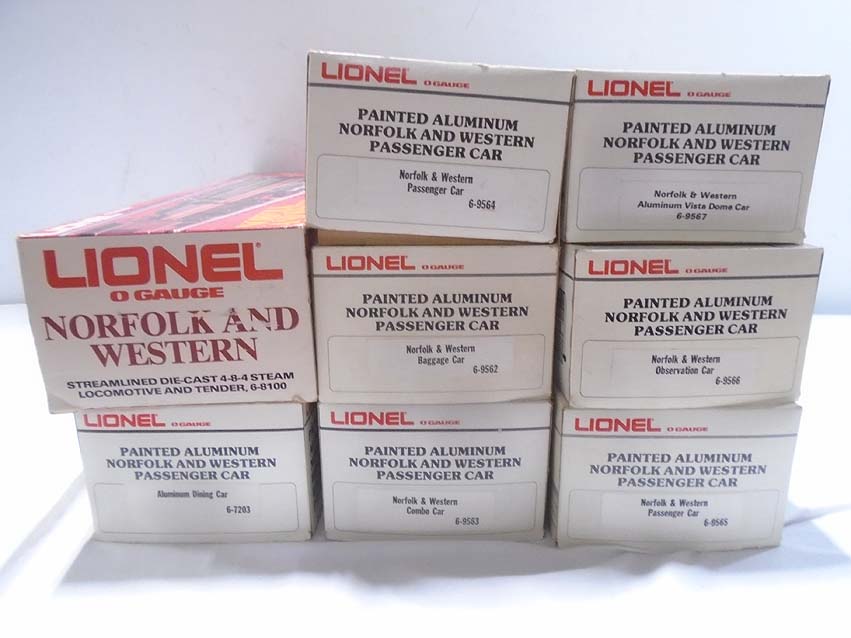 LIONEL
O GAUGE
PAINTED ALUMINUM
NORFOLK AND WESTERN
PASSENGER CAR
Norfolk & Western
Passenger Car
6-9564
LIONEL
O GAUGE
PAINTED ALUMINUM
NORFOLK AND WESTERN
PASSENGER CAR
Norfolk & Western
Aluminum Vista Dome Car
6-9567
LIONEL
O GAUGE
NORFOLK AND
WESTERN
STREAMLINED DIE-CAST 4-8-4 STEAM
LOCOMOTIVE AND TENDER, 6-8100
LIONEL
O GAUGE
PAINTED ALUMINUM
NORFOLK AND WESTERN
PASSENGER CAR
Norfolk & Western
Baggage Car
6-9562
LIONEL
O GAUGE
PAINTED ALUMINUM
NORFOLK AND WESTERN
PASSENGER CAR
Norfolk & Western
Observation Car
6-9566
LIONEL
O GAUGE
PAINTED ALUMINUM
NORFOLK AND WESTERN
PASSENGER CAR
Aluminum Dining Car
6-7203
LIONEL
O GAUGE
PAINTED ALUMINUM
NORFOLK AND WESTERN
PASSENGER CAR
Norfolk & Western
Combo Car
6-9563
LIONEL
O GAUGE
PAINTED ALUMINUM
NORFOLK AND WESTERN
PASSENGER CAR
Norfolk & Western
Passenger Car
6-9565